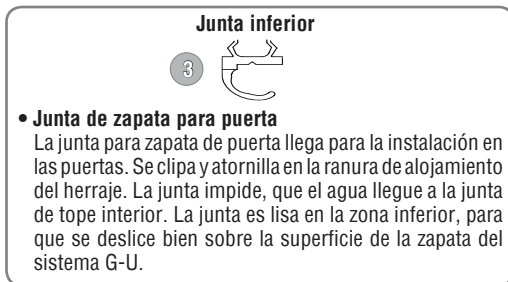 Junta inferior
3
• Junta de zapata para puerta
La junta para zapata de puerta llega para la instalación en
las puertas. Se clipa y atornilla en la ranura de alojamiento
del herraje. La junta impide, que el agua llegue a la junta
de tope interior. La junta es lisa en la zona inferior, para
que se deslice bien sobre la superficie de la zapata del
sistema G-U.